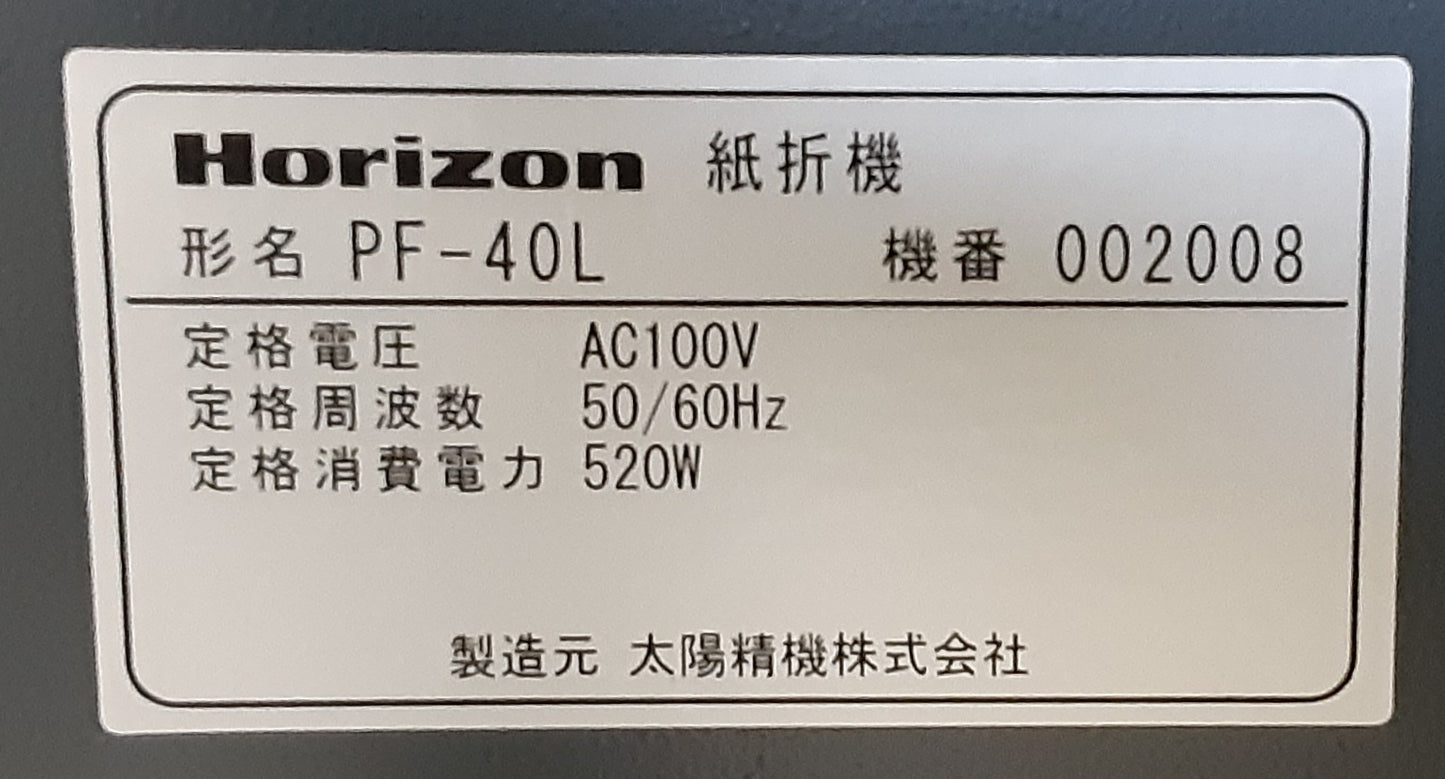 Horizon 紙折機
形名 PF-40L 機番 002008
定格電圧 AC100V
定格周波数 50/60Hz
定格消費電力 520W
製造元 太陽精機株式会社